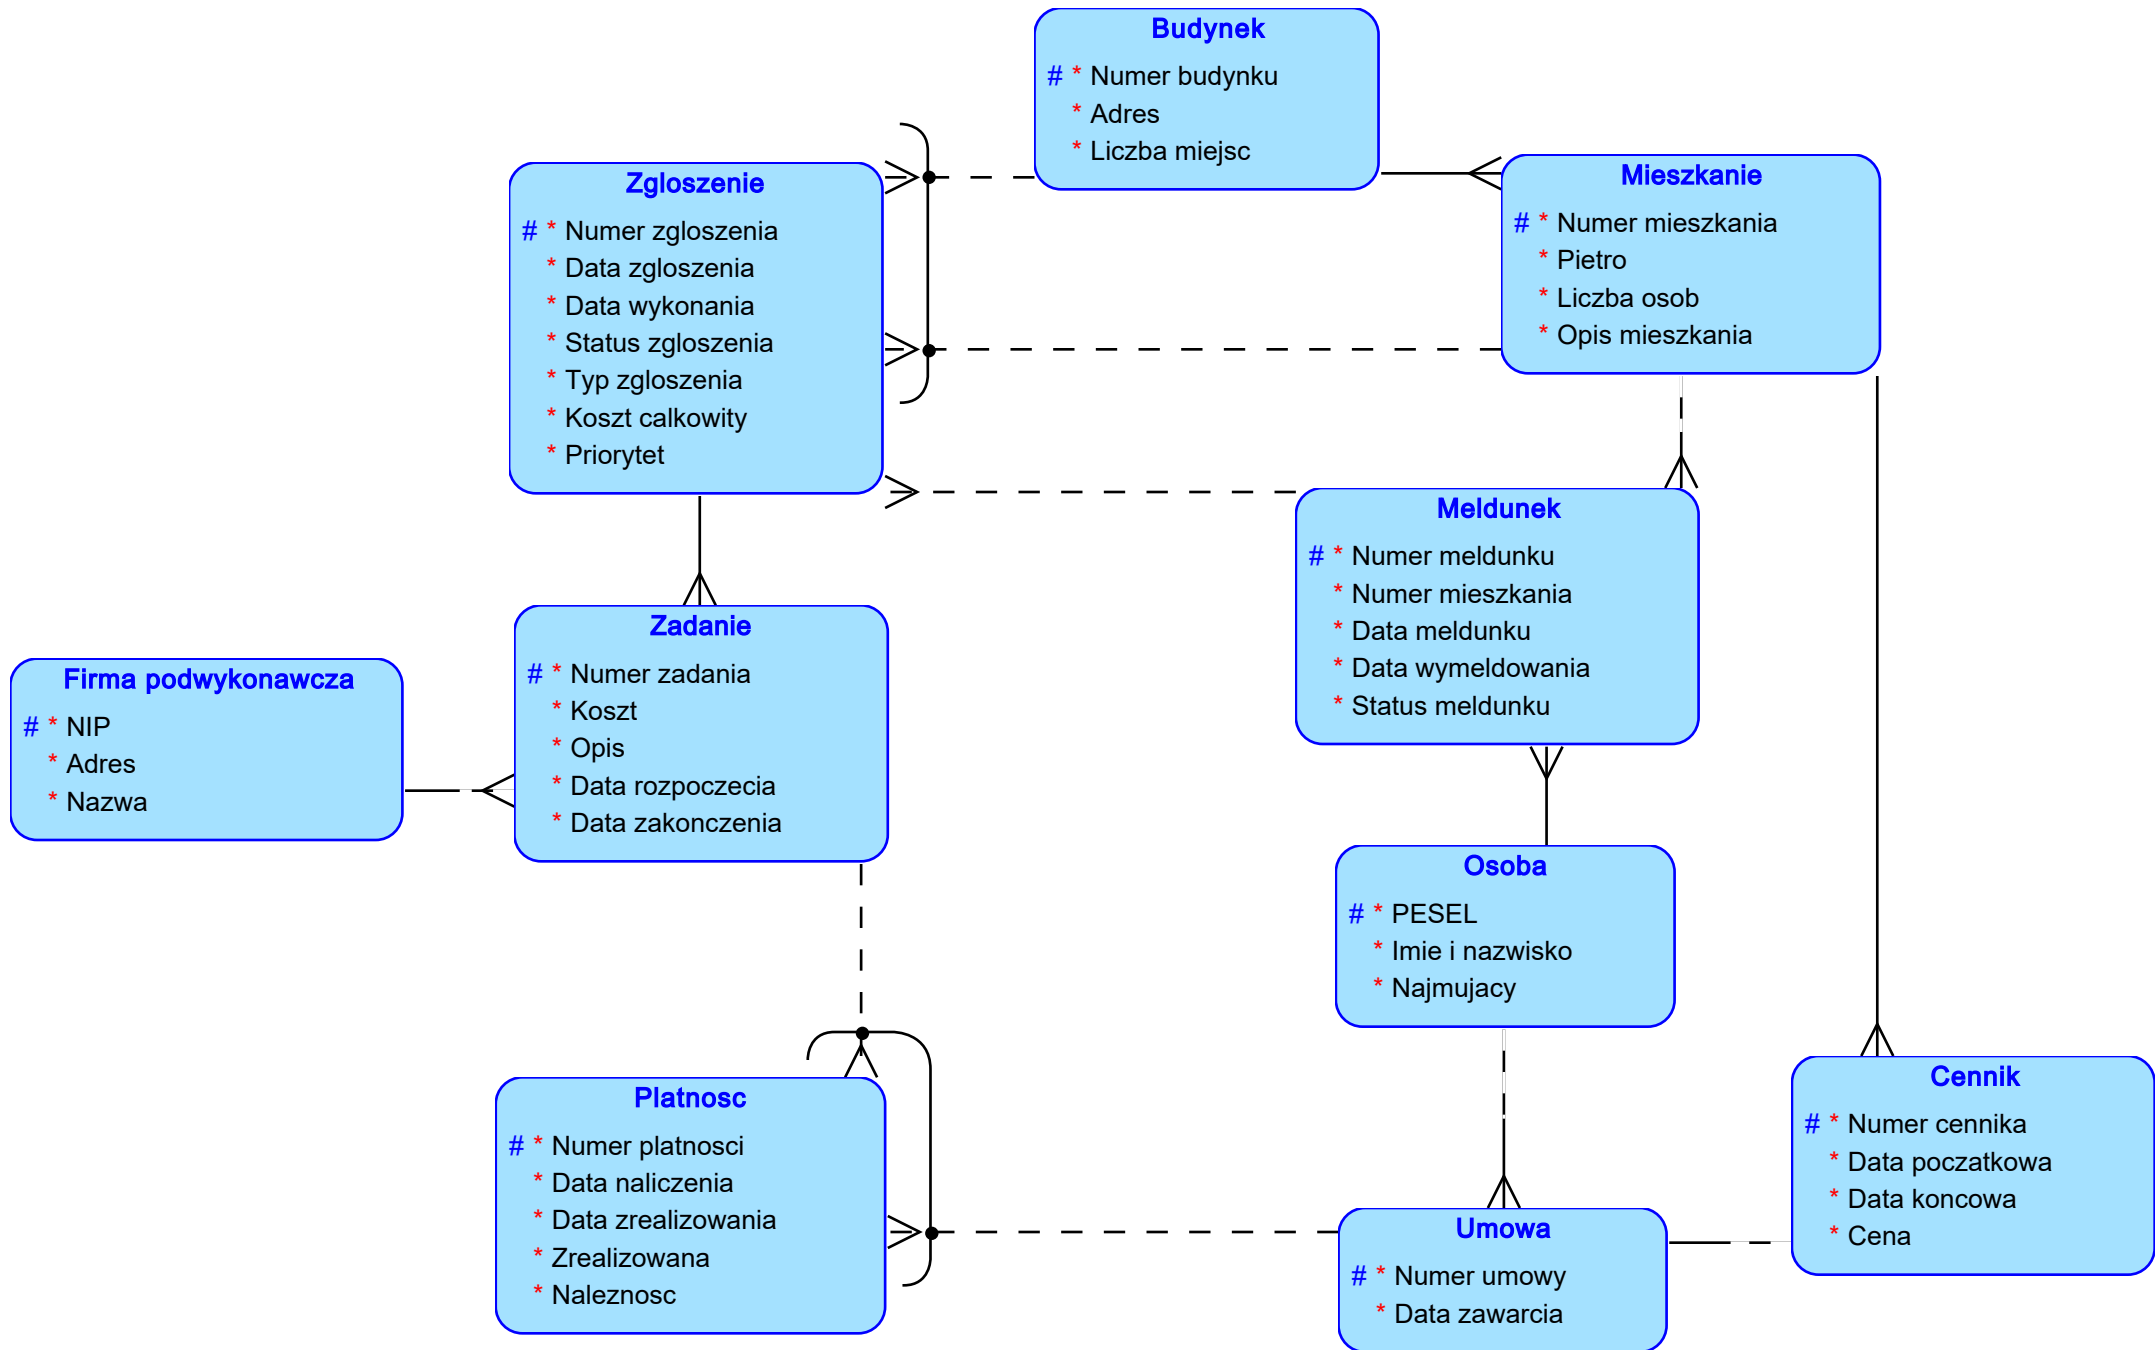 Budynek
# * Numer budynku
* Adres
* Liczba miejsc
Zgloszenie
# * Numer zgloszenia
* Data zgloszenia
* Data wykonania
* Status zgloszenia
* Typ zgloszenia
* Koszt calkowity
* Priorytet
Mieszkanie
# * Numer mieszkania
* Pietro
* Liczba osob
* Opis mieszkania
Meldunek
# * Numer meldunku
* Numer mieszkania
* Data meldunku
* Data wymeldowania
* Status meldunku
Zadanie
# * Numer zadania
* Koszt
* Opis
* Data rozpoczecia
* Data zakonczenia
Firma podwykonawcza
# * NIP
* Adres
* Nazwa
Osoba
# * PESEL
* Imie i nazwisko
* Najmujacy
Platnosc
# * Numer platnosci
* Data naliczenia
* Data zrealizowania
* Zrealizowana
* Naleznosc
Cennik
# * Numer cennika
* Data poczatkowa
* Data koncowa
* Cena
Umowa
# * Numer umowy
* Data zawarcia